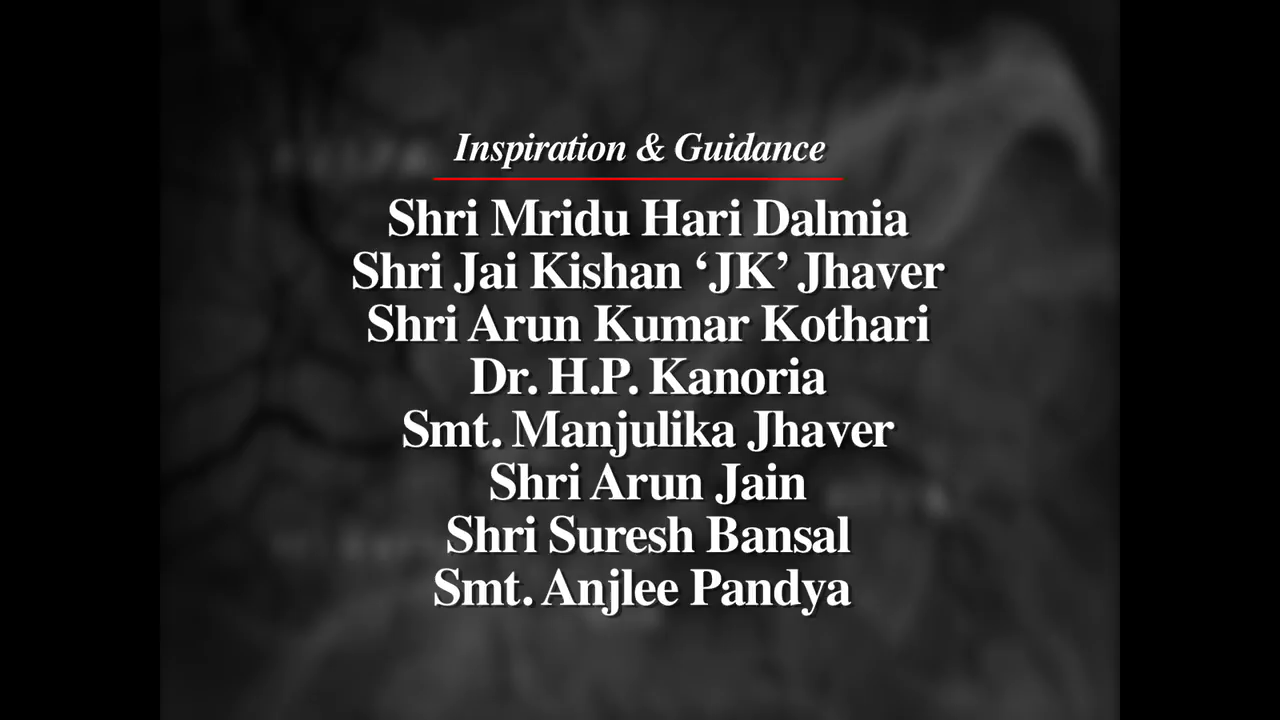 Inspiration & Guidance
Shri Mridu Hari Dalmia
Shri Jai Kishan ‘JK’ Jhaver
Shri Arun Kumar Kothari
Dr. H.P. Kanoria
Smt. Manjulika Jhaver
Shri Arun Jain
Shri Suresh Bansal
Smt. Anjlee Pandya